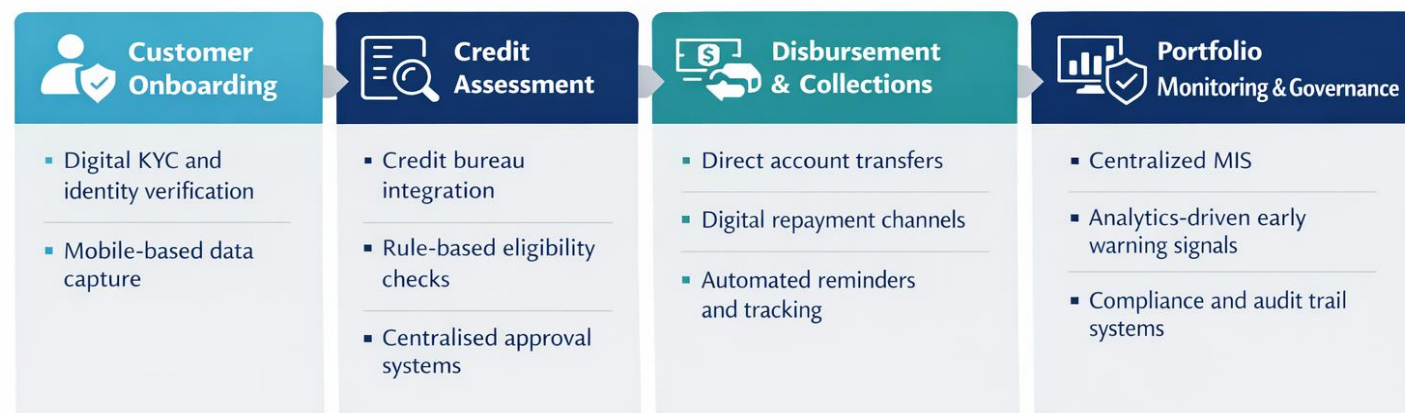 Customer
Onboarding
Digital KYC and
identity verification
Mobile-based data
capture
Credit
Assessment
Credit bureau
integration
Rule-based eligibility
checks
Centralised approval
systems
$
Disbursement
& Collections
Direct account transfers
Digital repayment channels
Automated reminders
and tracking
Portfolio
Monitoring & Governance
Centralized MIS
Analytics-driven early
warning signals
Compliance and audit trail
systems